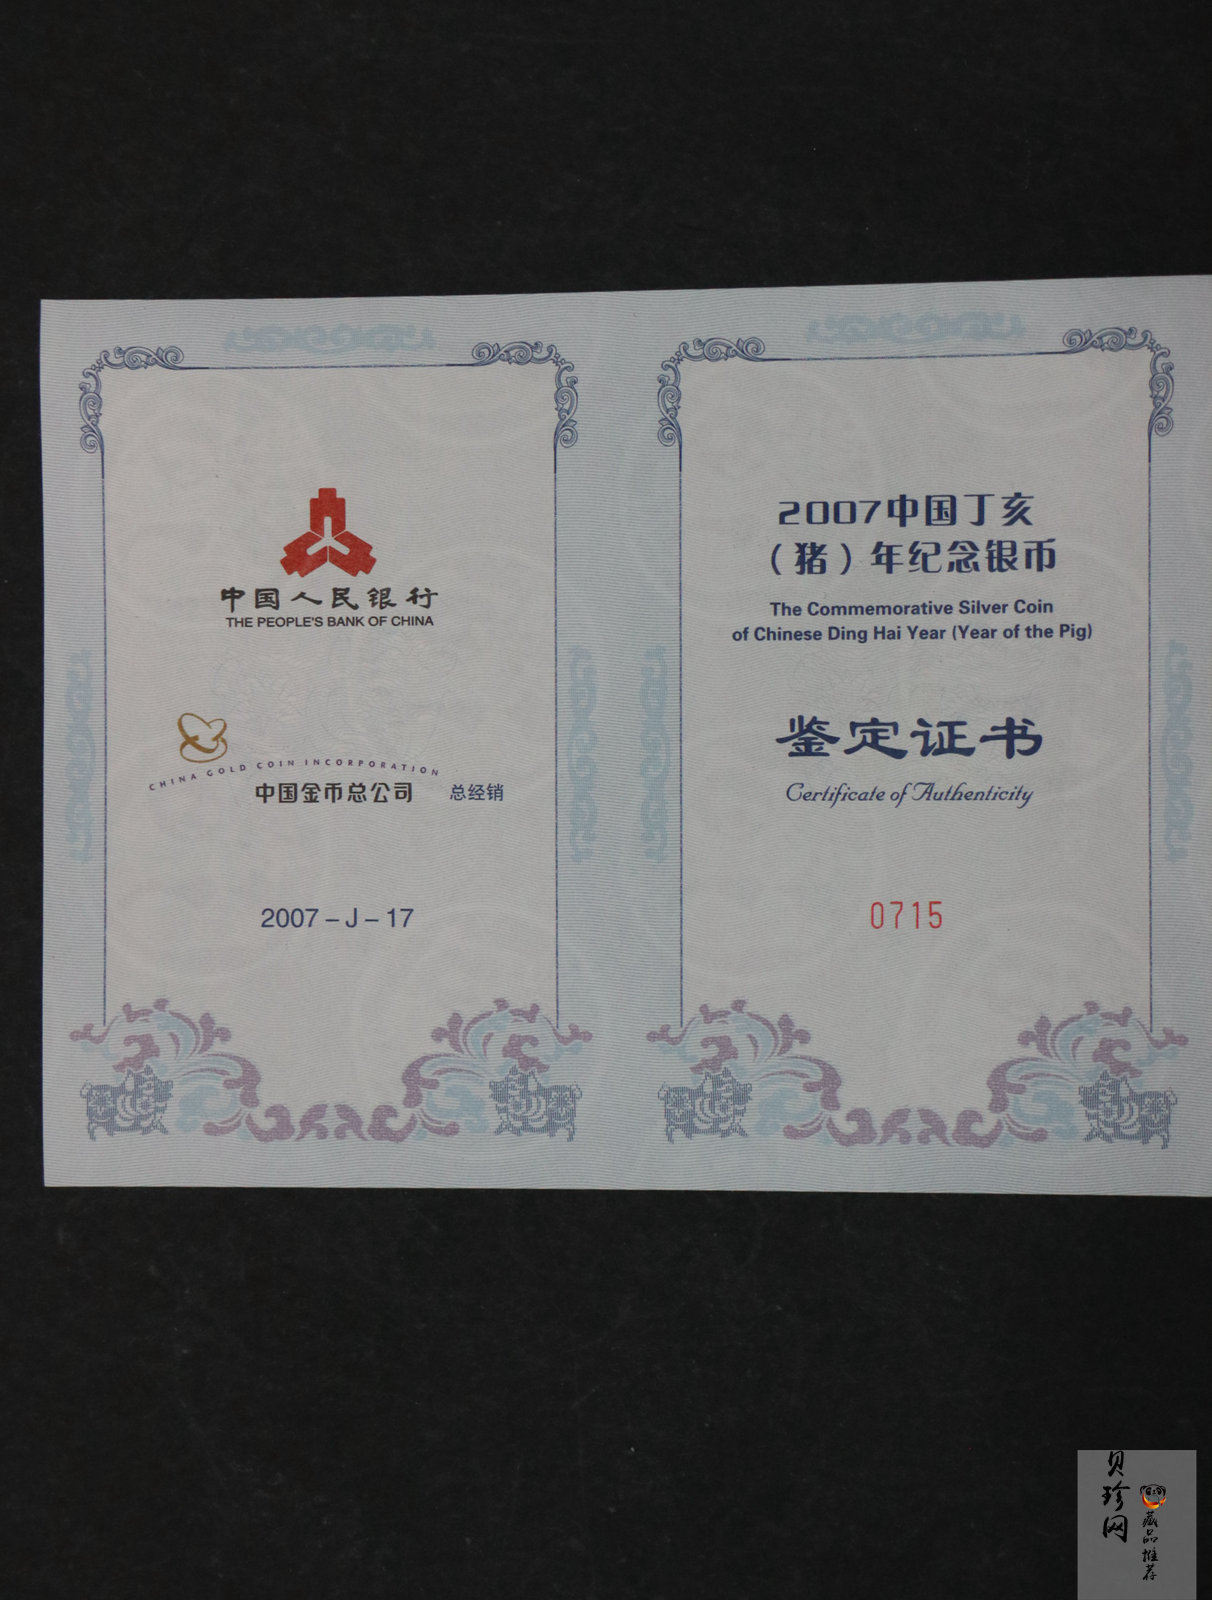 中国人民银行
THE PEOPLE'S BANK OF CHINA
CHINA GOLD COIN INCORPORATION
中国金币总公司 总经销
2007－J－17
2007中国丁亥
（猪）年纪念银币
The Commemorative Silver Coin
of Chinese Ding Hai Year (Year of the Pig)
鉴定证书
Certificate of Authenticity
0715
贝珍网
藏品推荐